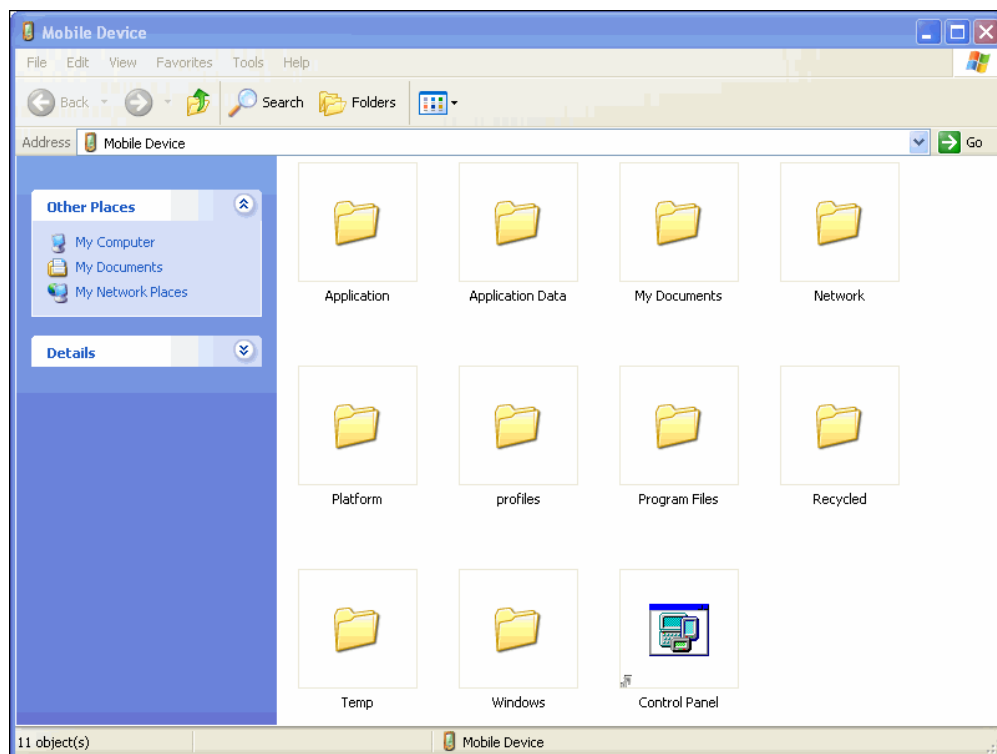 Mobile Device
File Edit View Favorites Tools Help
Back Search Folders
Address Mobile Device Go
Other Places
My Computer
My Documents
My Network Places
Details
Application Application Data My Documents Network
Platform profiles Program Files Recycled
Temp Windows Control Panel
11 object(s) Mobile Device